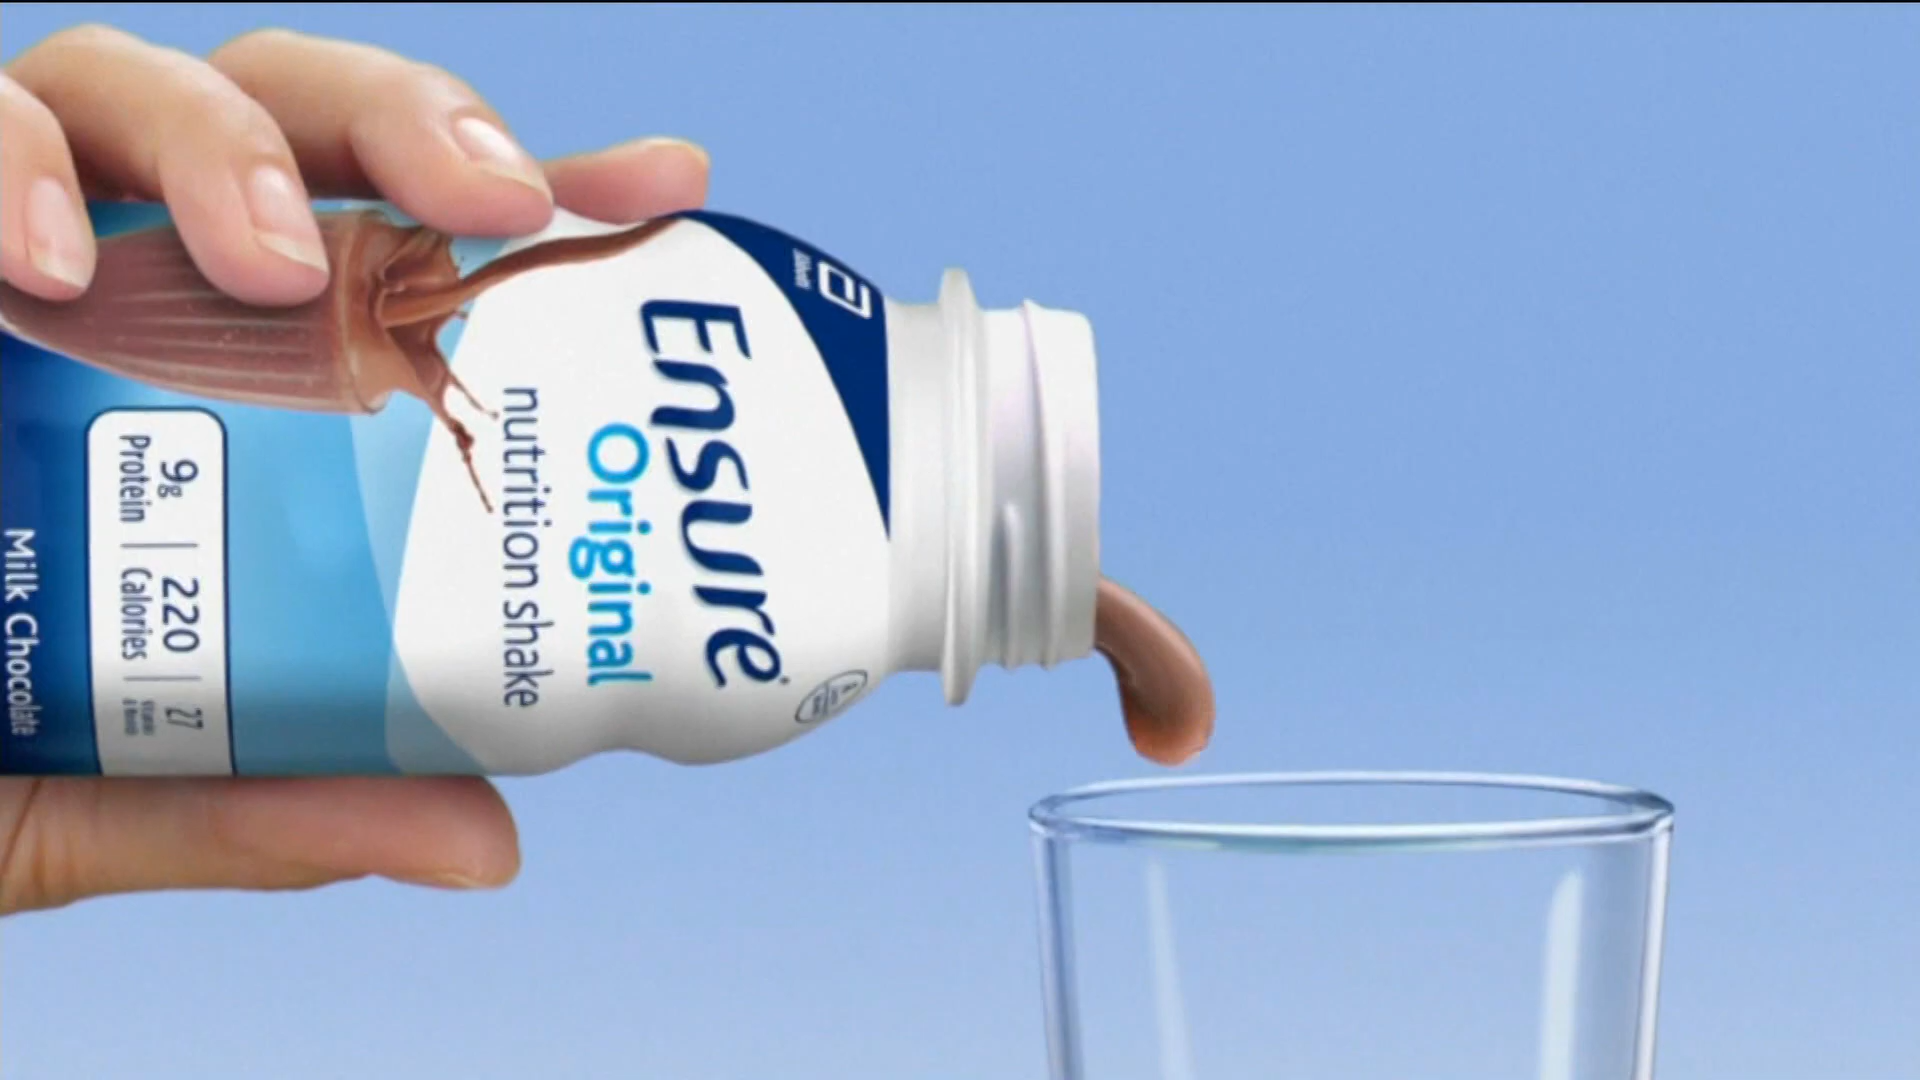 Ensure®
Original
nutrition shake
9g
Protein
220
Calories
27
Milk Chocolate